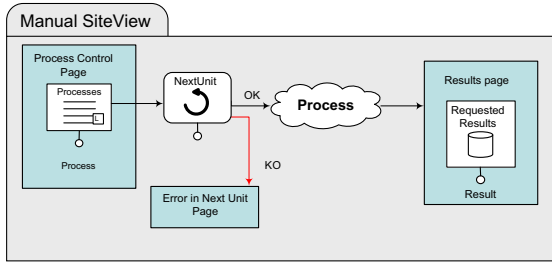 Manual SiteView
Process Control
Page
Processes
L
Process
NextUnit
OK
KO
Process
Error in Next Unit
Page
Results page
Requested
Results
Result